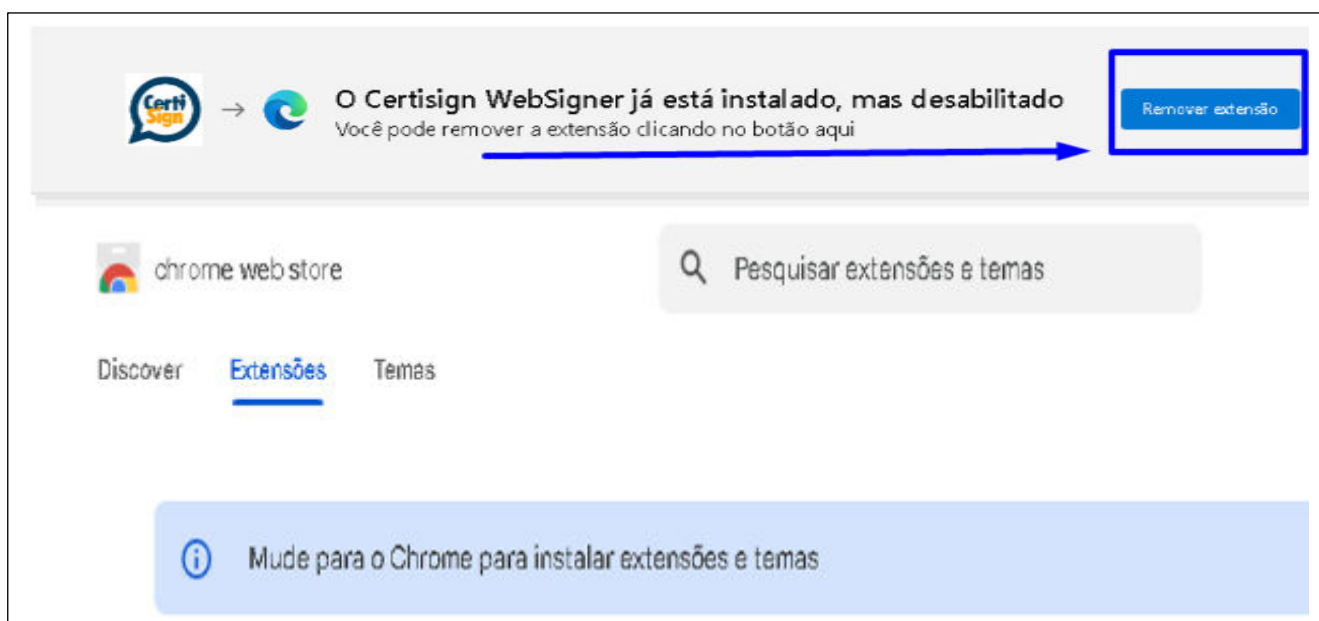 Certi
Sign
O Certisign WebSigner já está instalado, mas desabilitado
Você pode remover a extensão clicando no botão aqui
Remover extensão
chrome web store
Pesquisar extensões e temas
Discover Extensões Temas
Mude para o Chrome para instalar extensões e temas